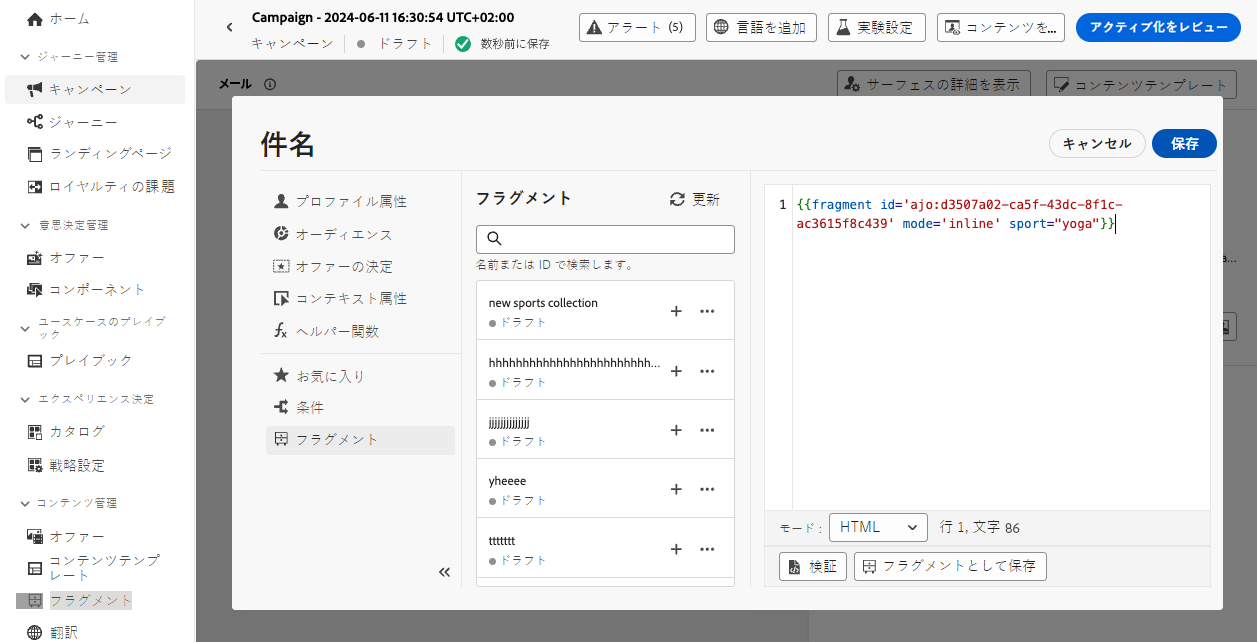 ホーム
ジャーニー管理
キャンペーン
ジャーニー
ランディングページ
ロイヤルティの課題
意思決定管理
オファー
コンポーネント
ユースケースのプレイブ
ック
プレイブック
エクスペリエンス決定
カタログ
戦略設定
コンテンツ管理
オファー
コンテンツテンプ
レート
フラグメント
翻訳
Campaign - 2024-06-11 16:30:54 UTC+02:00
キャンペーン
ドラフト
数秒前に保存
アラート (5)
言語を追加
実験設定
コンテンツを...
アクティブ化をレビュー
メール
サーフェスの詳細を表示
コンテンツテンプレート
件名
キャンセル
保存
プロファイル属性
オーディエンス
オファーの決定
コンテキスト属性
ヘルパー関数
お気に入り
条件
フラグメント
フラグメント
更新
名前または ID で検索します。
new sports collection
ドラフト
hhhhhhhhhhhhhhhhhhhhhhhh...
ドラフト
jjjjjjjjjjjjjj
ドラフト
yheeee
ドラフト
ttttttt
ドラフト
1
{{fragment id='ajo:d3507a02-ca5f-43dc-8f1c-
ac3615f8c439' mode='inline' sport="yoga"}}
モード :
HTML
行 1, 文字 86
検証
フラグメントとして保存
a...